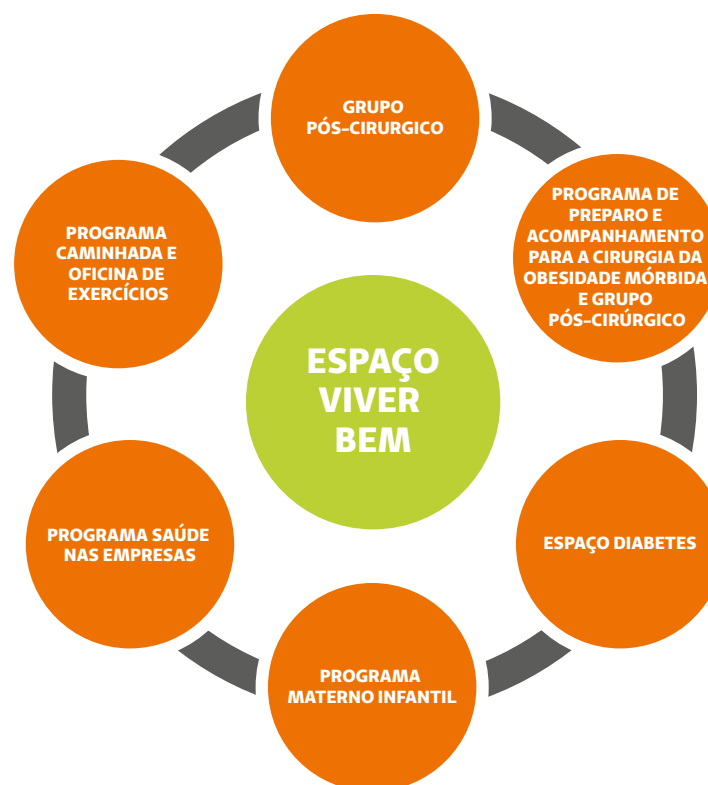 GRUPO
PÓS-CIRURGICO
PROGRAMA DE
PREPARO E
ACOMPANHAMENTO
PARA A CIRURGIA DA
OBESIDADE MÓRBIDA
E GRUPO
PÓS-CIRÚRGICO
PROGRAMA
CAMINHADA E
OFICINA DE
EXERCÍCIOS
ESPAÇO
VIVER
BEM
PROGRAMA SAÚDE
NAS EMPRESAS
ESPAÇO DIABETES
PROGRAMA
MATERNO INFANTIL